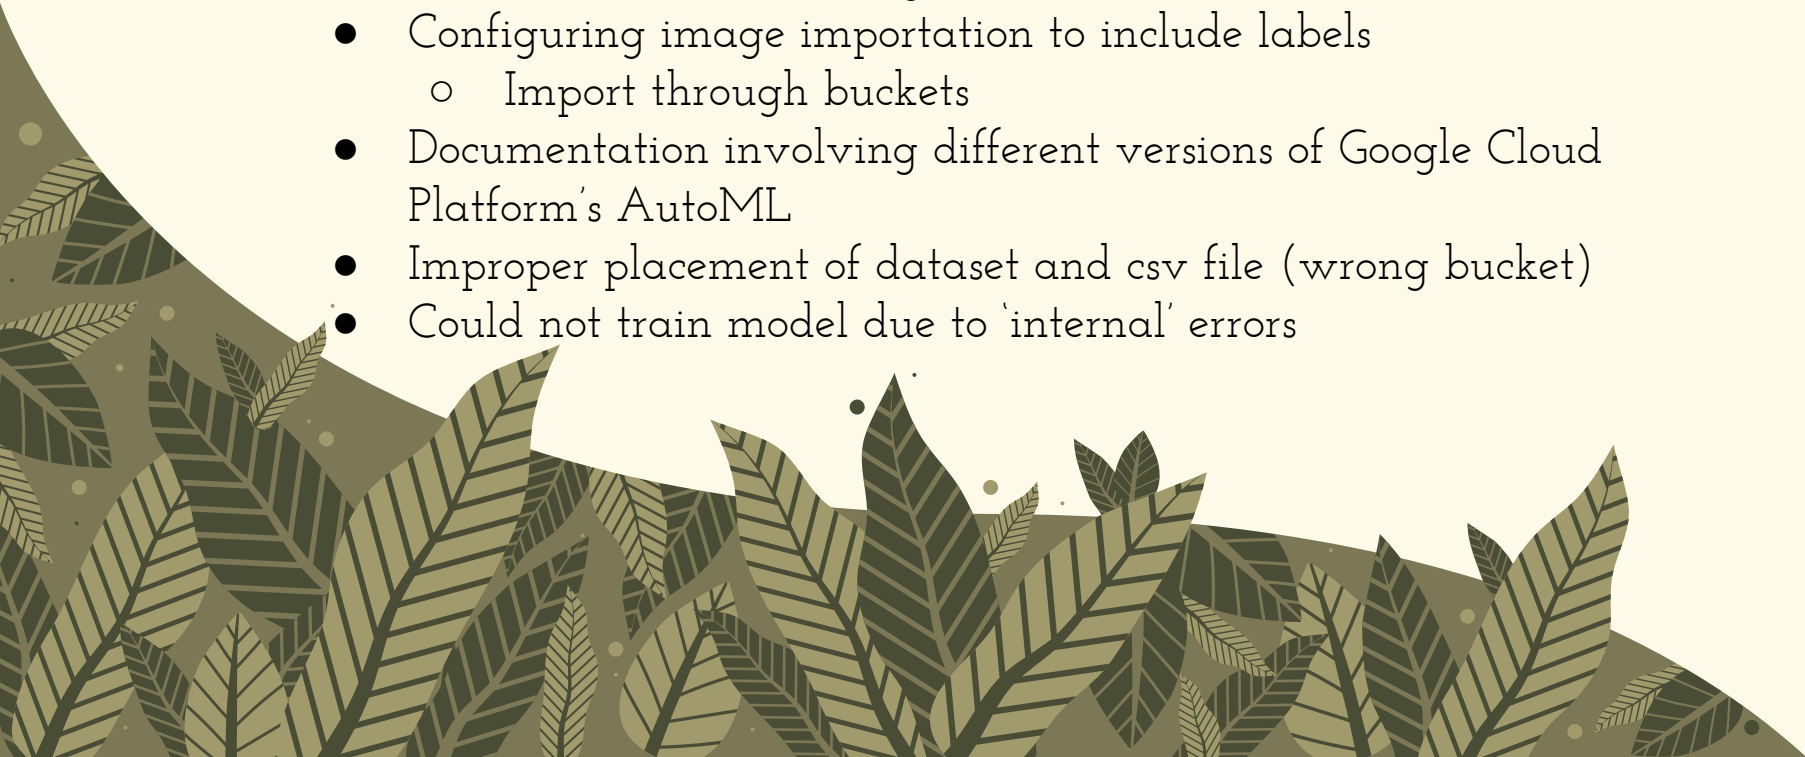 ● Configuring image importation to include labels
○ Import through buckets
● Documentation involving different versions of Google Cloud
Platform's AutoML
● Improper placement of dataset and csv file (wrong bucket)
● Could not train model due to ‘internal’ errors